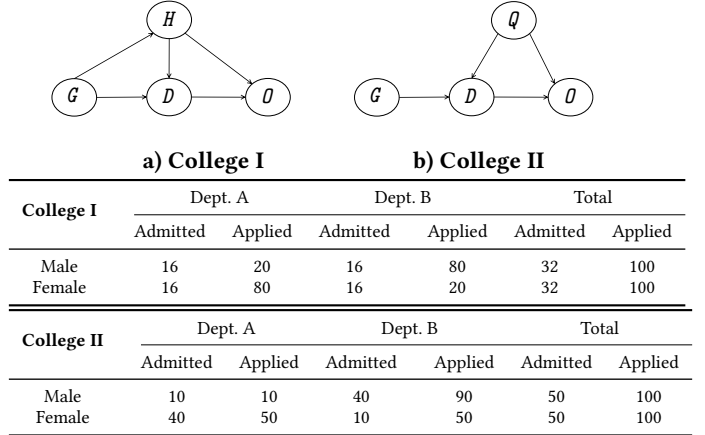 H
G D O
Q
G D O
a) College I b) College II
College I Dept. A Dept. B Total
Admitted Applied Admitted Applied Admitted Applied
Male 16 20 16 80 32 100
Female 16 80 16 20 32 100
College II Dept. A Dept. B Total
Admitted Applied Admitted Applied Admitted Applied
Male 10 10 40 90 50 100
Female 40 50 10 50 50 100